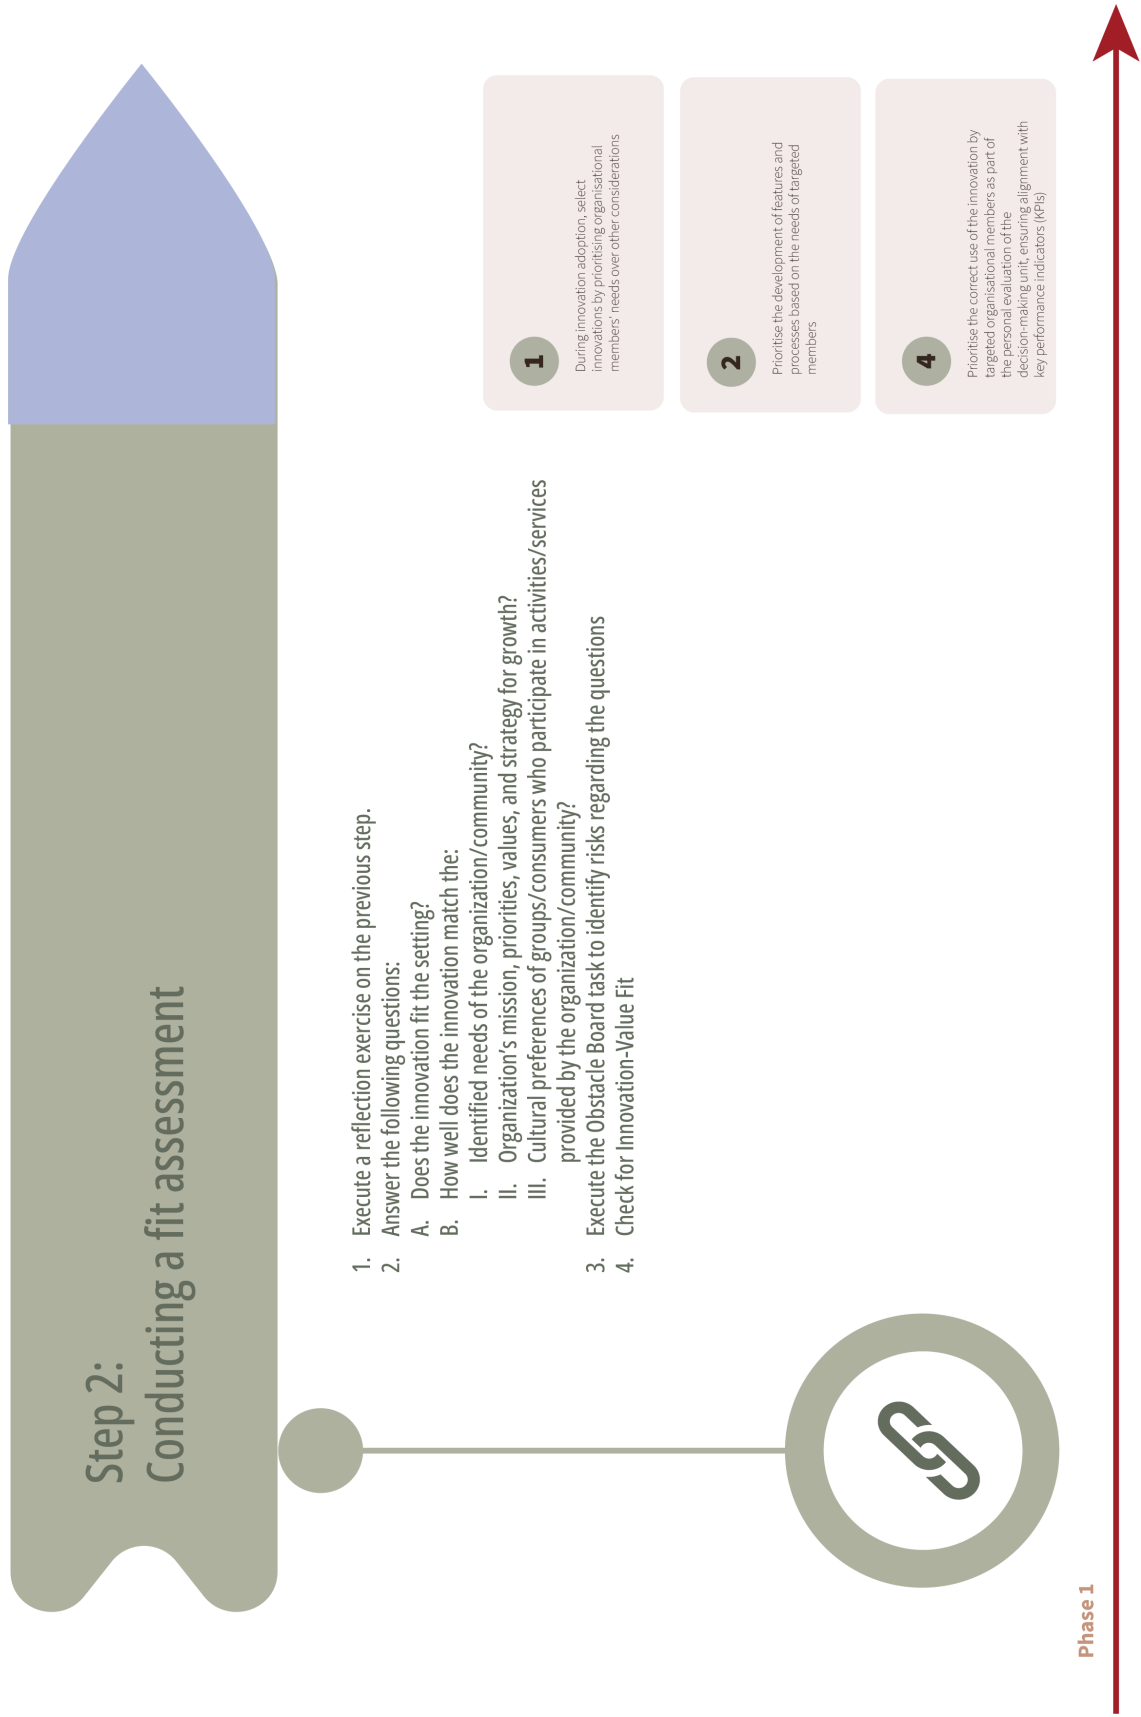 Step 2:
Conducting a fit assessment
1. Execute a reflection exercise on the previous step.
2. Answer the following questions:
A. Does the innovation fit the setting?
B. How well does the innovation match the:
I. Identified needs of the organization/community?
II. Organization's mission, priorities, values, and strategy for growth?
III. Cultural preferences of groups/consumers who participate in activities/services
provided by the organization/community?
3. Execute the Obstacle Board task to identify risks regarding the questions
4. Check for Innovation-Value Fit
1
During innovation adoption, select
innovations by prioritising organisational
members' needs over other considerations
2
Prioritise the development of features and
processes based on the needs of targeted
members
4
Prioritise the correct use of the innovation by
targeted organisational members as part of
the personal evaluation of the
decision-making unit, ensuring alignment with
key performance indicators (KPIs)
Phase 1